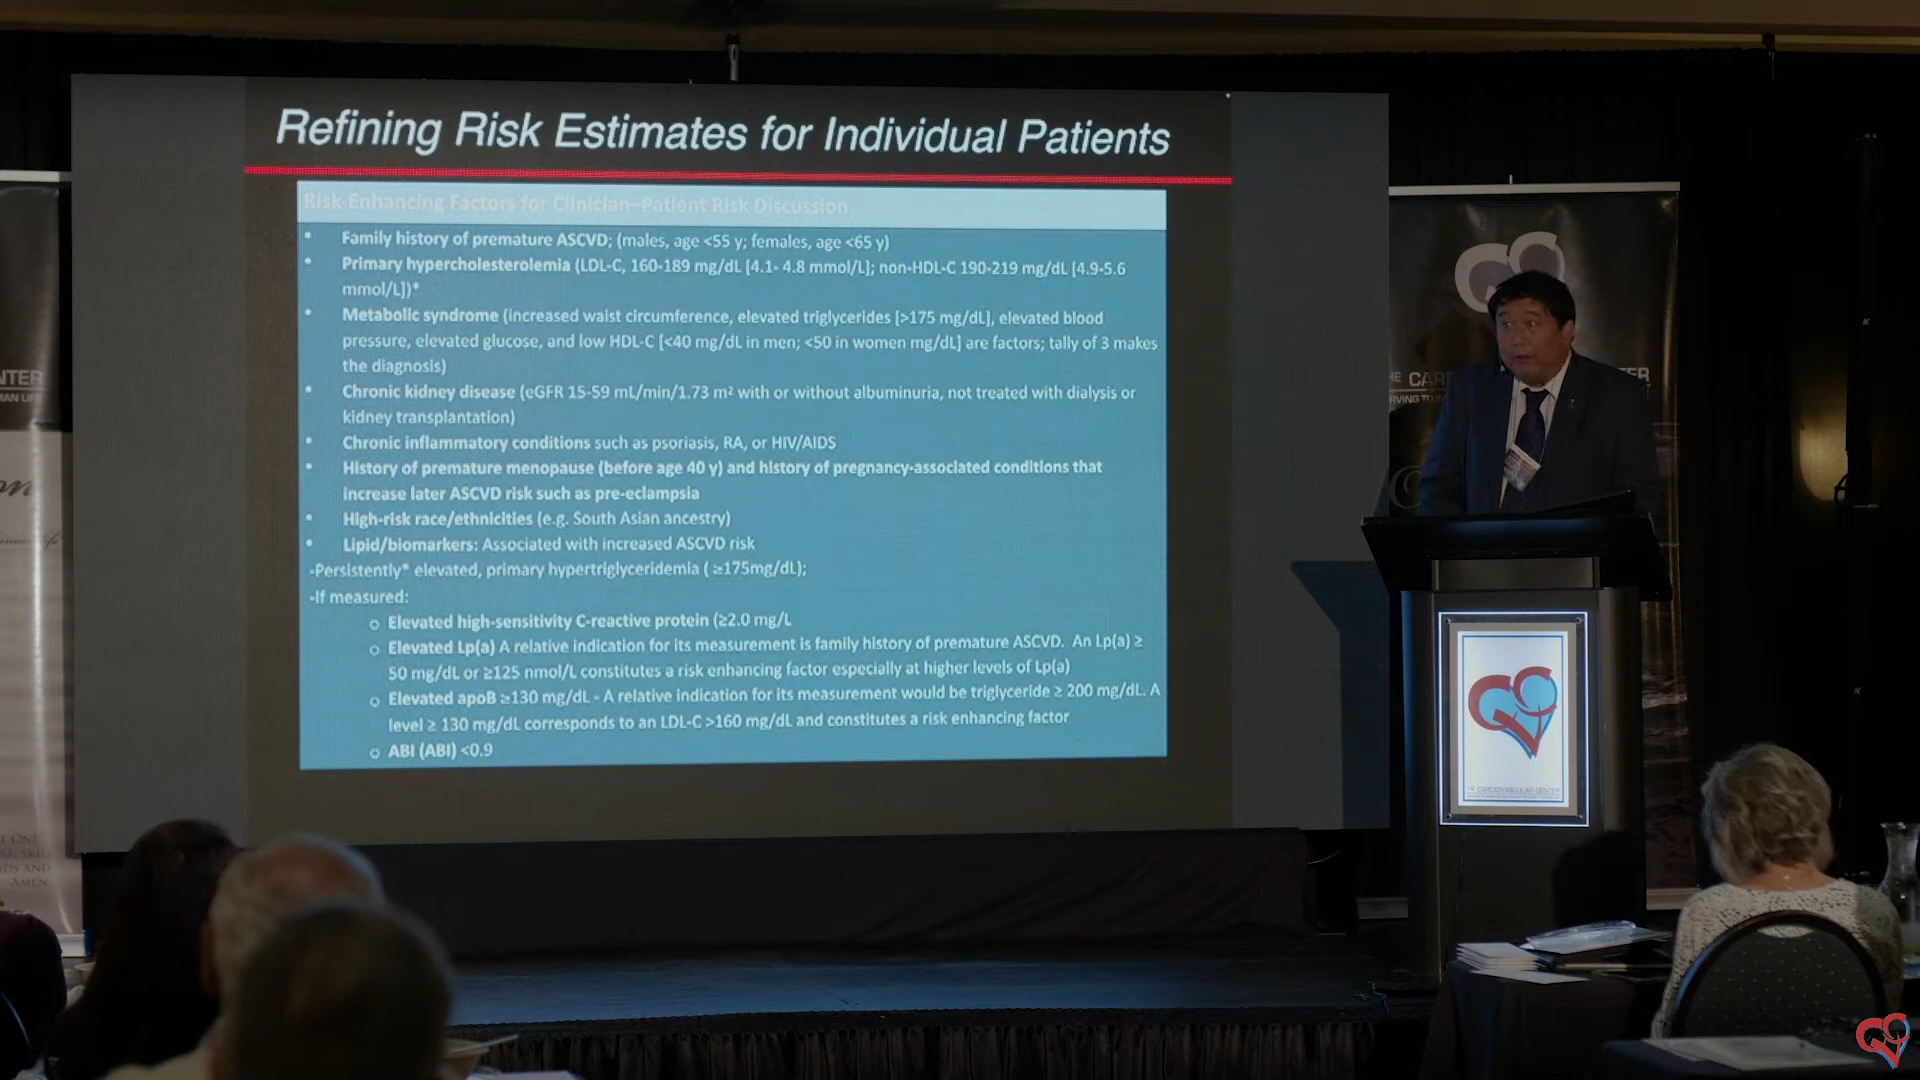 Refining Risk Estimates for Individual Patients
Risk-Enhancing Factors for Clinician–Patient Risk Discussion
• Family history of premature ASCVD; (males, age <55 y; females, age <65 y)
• Primary hypercholesterolemia (LDL-C, 160-189 mg/dL [4.1- 4.8 mmol/L]; non-HDL-C 190-219 mg/dL [4.9-5.6
mmol/L])*
• Metabolic syndrome (increased waist circumference, elevated triglycerides [>175 mg/dL], elevated blood
pressure, elevated glucose, and low HDL-C [<40 mg/dL in men; <50 in women mg/dL] are factors; tally of 3 makes
the diagnosis)
• Chronic kidney disease (eGFR 15-59 mL/min/1.73 m² with or without albuminuria, not treated with dialysis or
kidney transplantation)
• Chronic inflammatory conditions such as psoriasis, RA, or HIV/AIDS
• History of premature menopause (before age 40 y) and history of pregnancy-associated conditions that
increase later ASCVD risk such as pre-eclampsia
• High-risk race/ethnicities (e.g. South Asian ancestry)
• Lipid/biomarkers: Associated with increased ASCVD risk
-Persistently* elevated, primary hypertriglyceridemia ( ≥175mg/dL);
-If measured:
o Elevated high-sensitivity C-reactive protein (≥2.0 mg/L
o Elevated Lp(a) A relative indication for its measurement is family history of premature ASCVD. An Lp(a) ≥
50 mg/dL or ≥125 nmol/L constitutes a risk enhancing factor especially at higher levels of Lp(a)
o Elevated apoB ≥130 mg/dL - A relative indication for its measurement would be triglyceride ≥ 200 mg/dL. A
level ≥ 130 mg/dL corresponds to an LDL-C >160 mg/dL and constitutes a risk enhancing factor
o ABI (ABI) <0.9
THE CARDIOVASCULAR CENTER